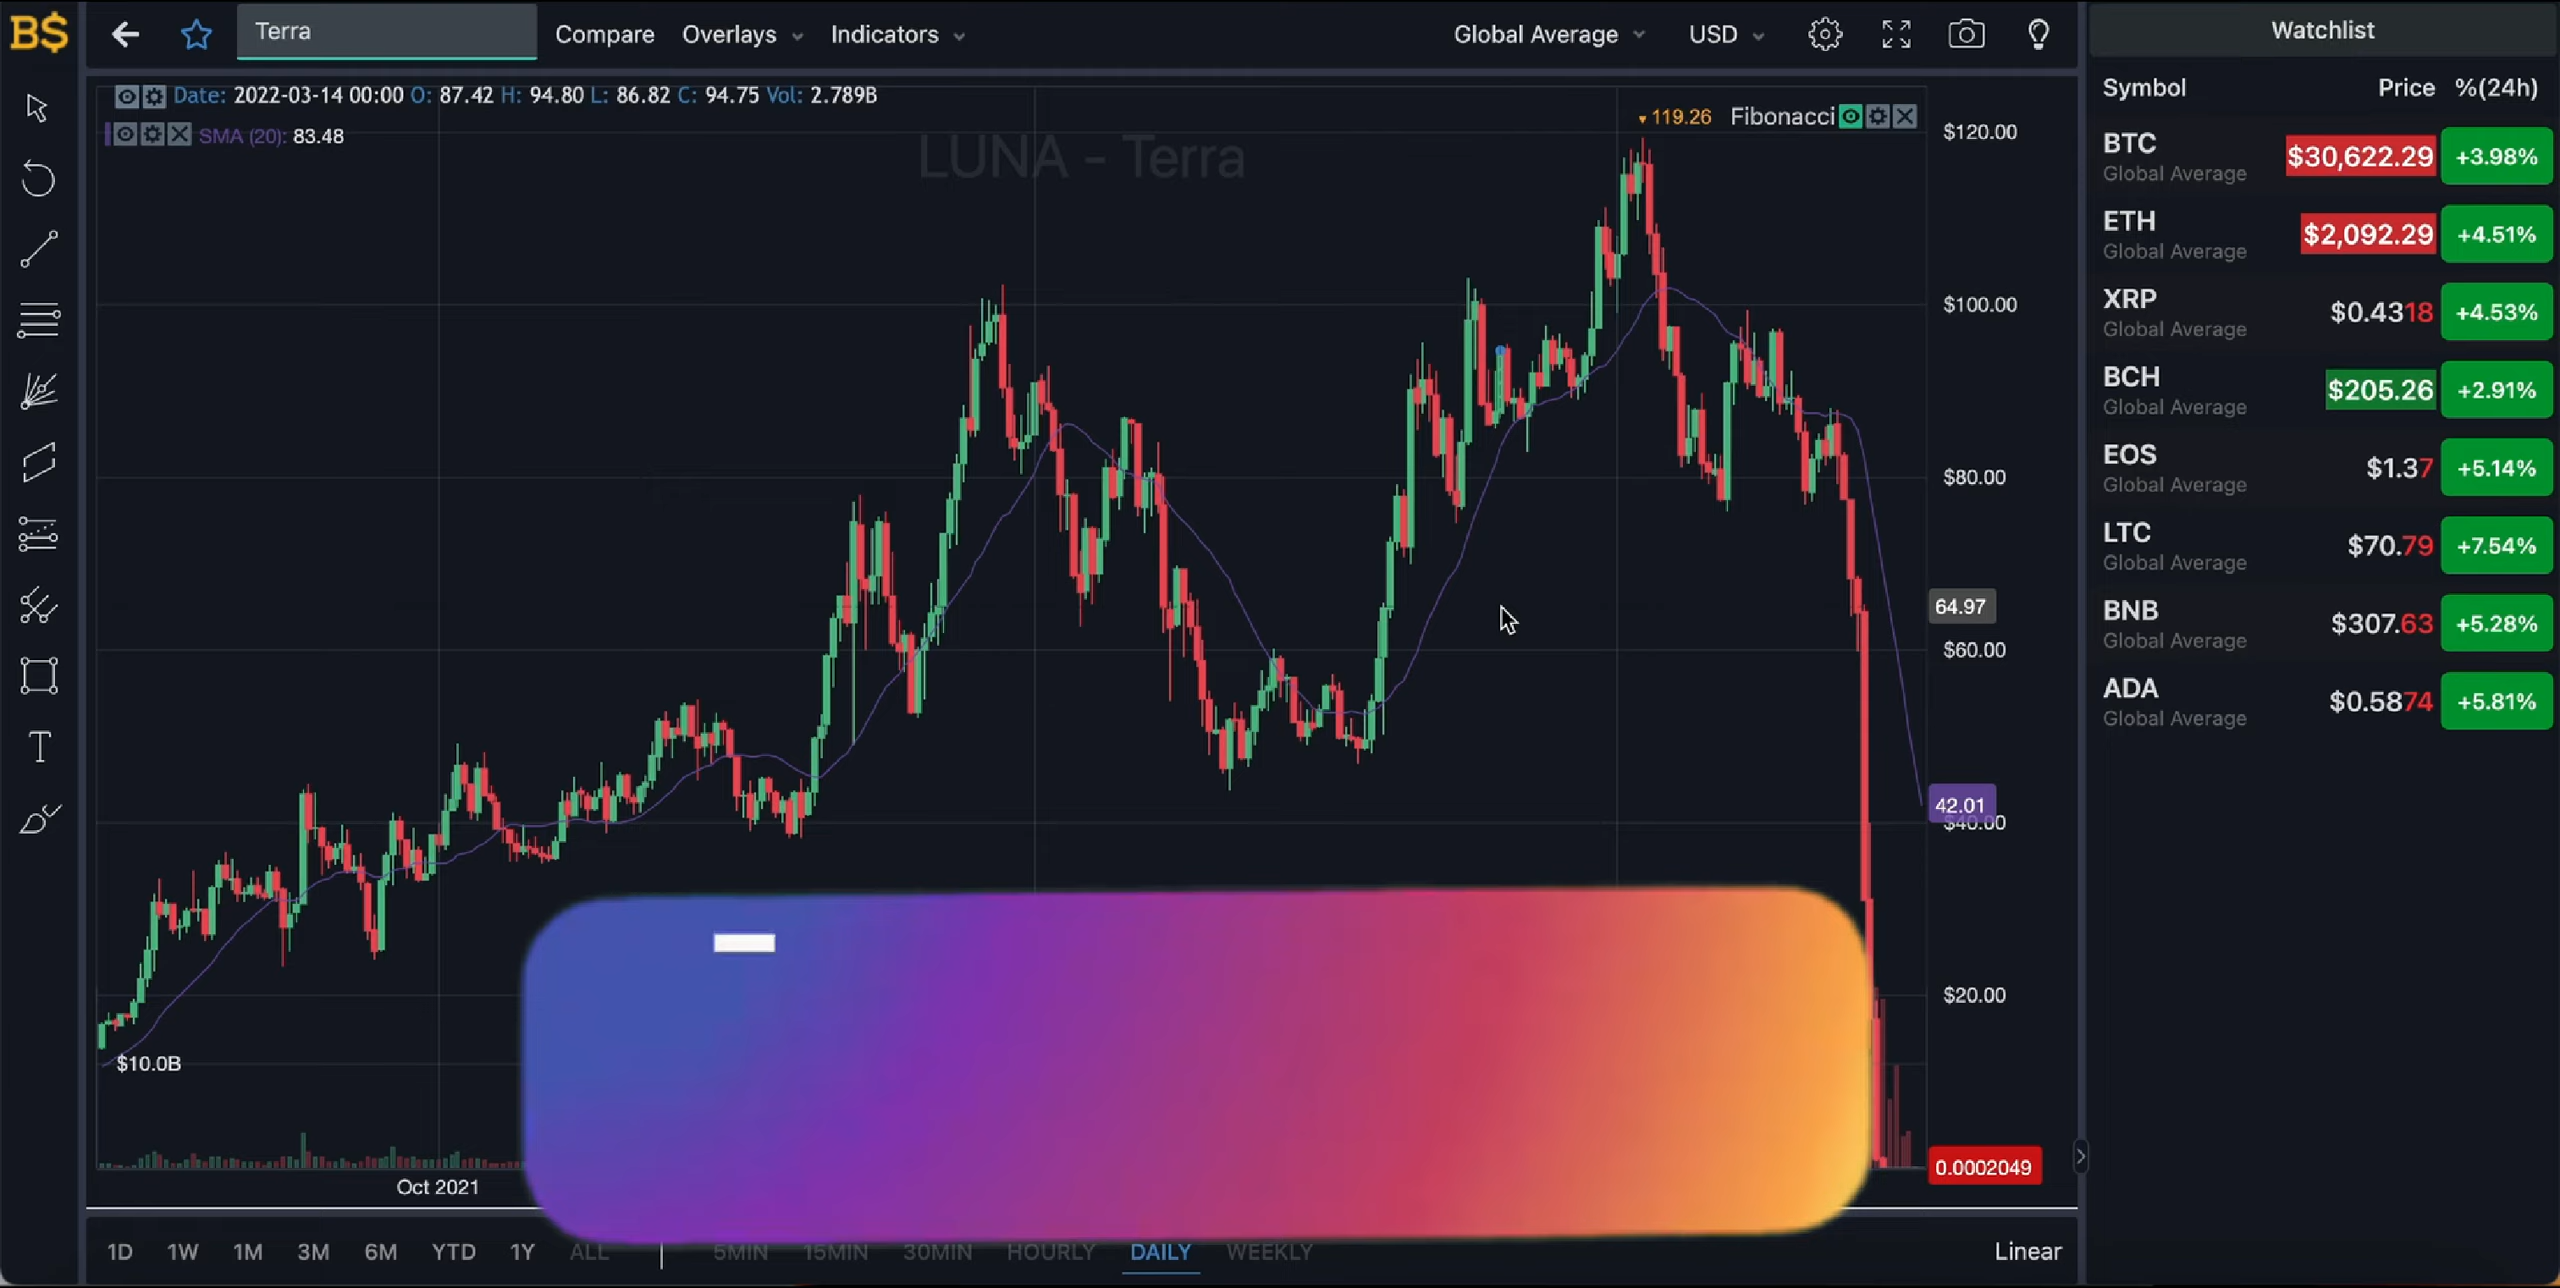 B$
Terra
Compare
Overlays
Indicators
Global Average
USD
Watchlist
Date: 2022-03-14 00:00 O: 87.42 H: 94.80 L: 86.82 C: 94.75 Vol: 2.789B
SMA (20): 83.48
LUNA - Terra
119.26
Fibonacci
$120.00
$100.00
$80.00
64.97
$60.00
42.01
$40.00
$20.00
0.0002049
$10.0B
Oct 2021
1D 1W 1M 3M 6M YTD 1Y ALL
5MIN 15MIN 30MIN HOURLY DAILY WEEKLY
Linear
Symbol Price %(24h)
BTC $30,622.29 +3.98%
Global Average
ETH $2,092.29 +4.51%
Global Average
XRP $0.4318 +4.53%
Global Average
BCH $205.26 +2.91%
Global Average
EOS $1.37 +5.14%
Global Average
LTC $70.79 +7.54%
Global Average
BNB $307.63 +5.28%
Global Average
ADA $0.5874 +5.81%
Global Average